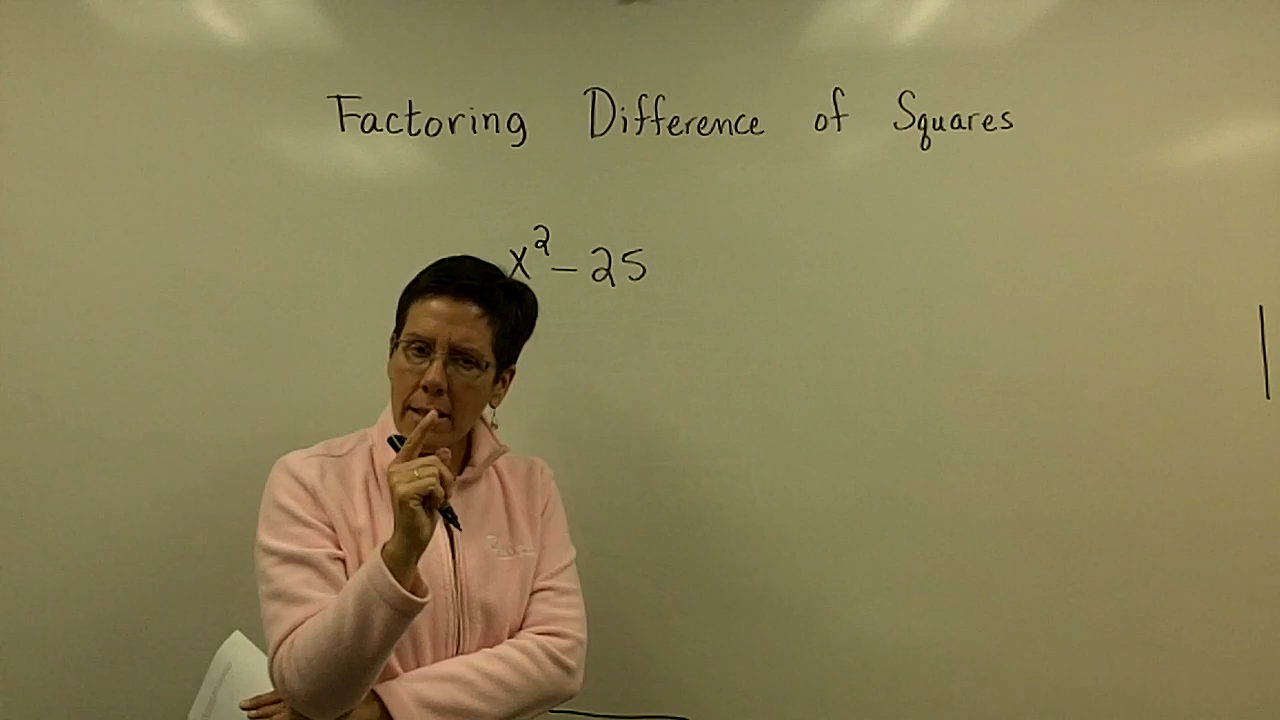 Factoring Difference of Squares
x² – 25